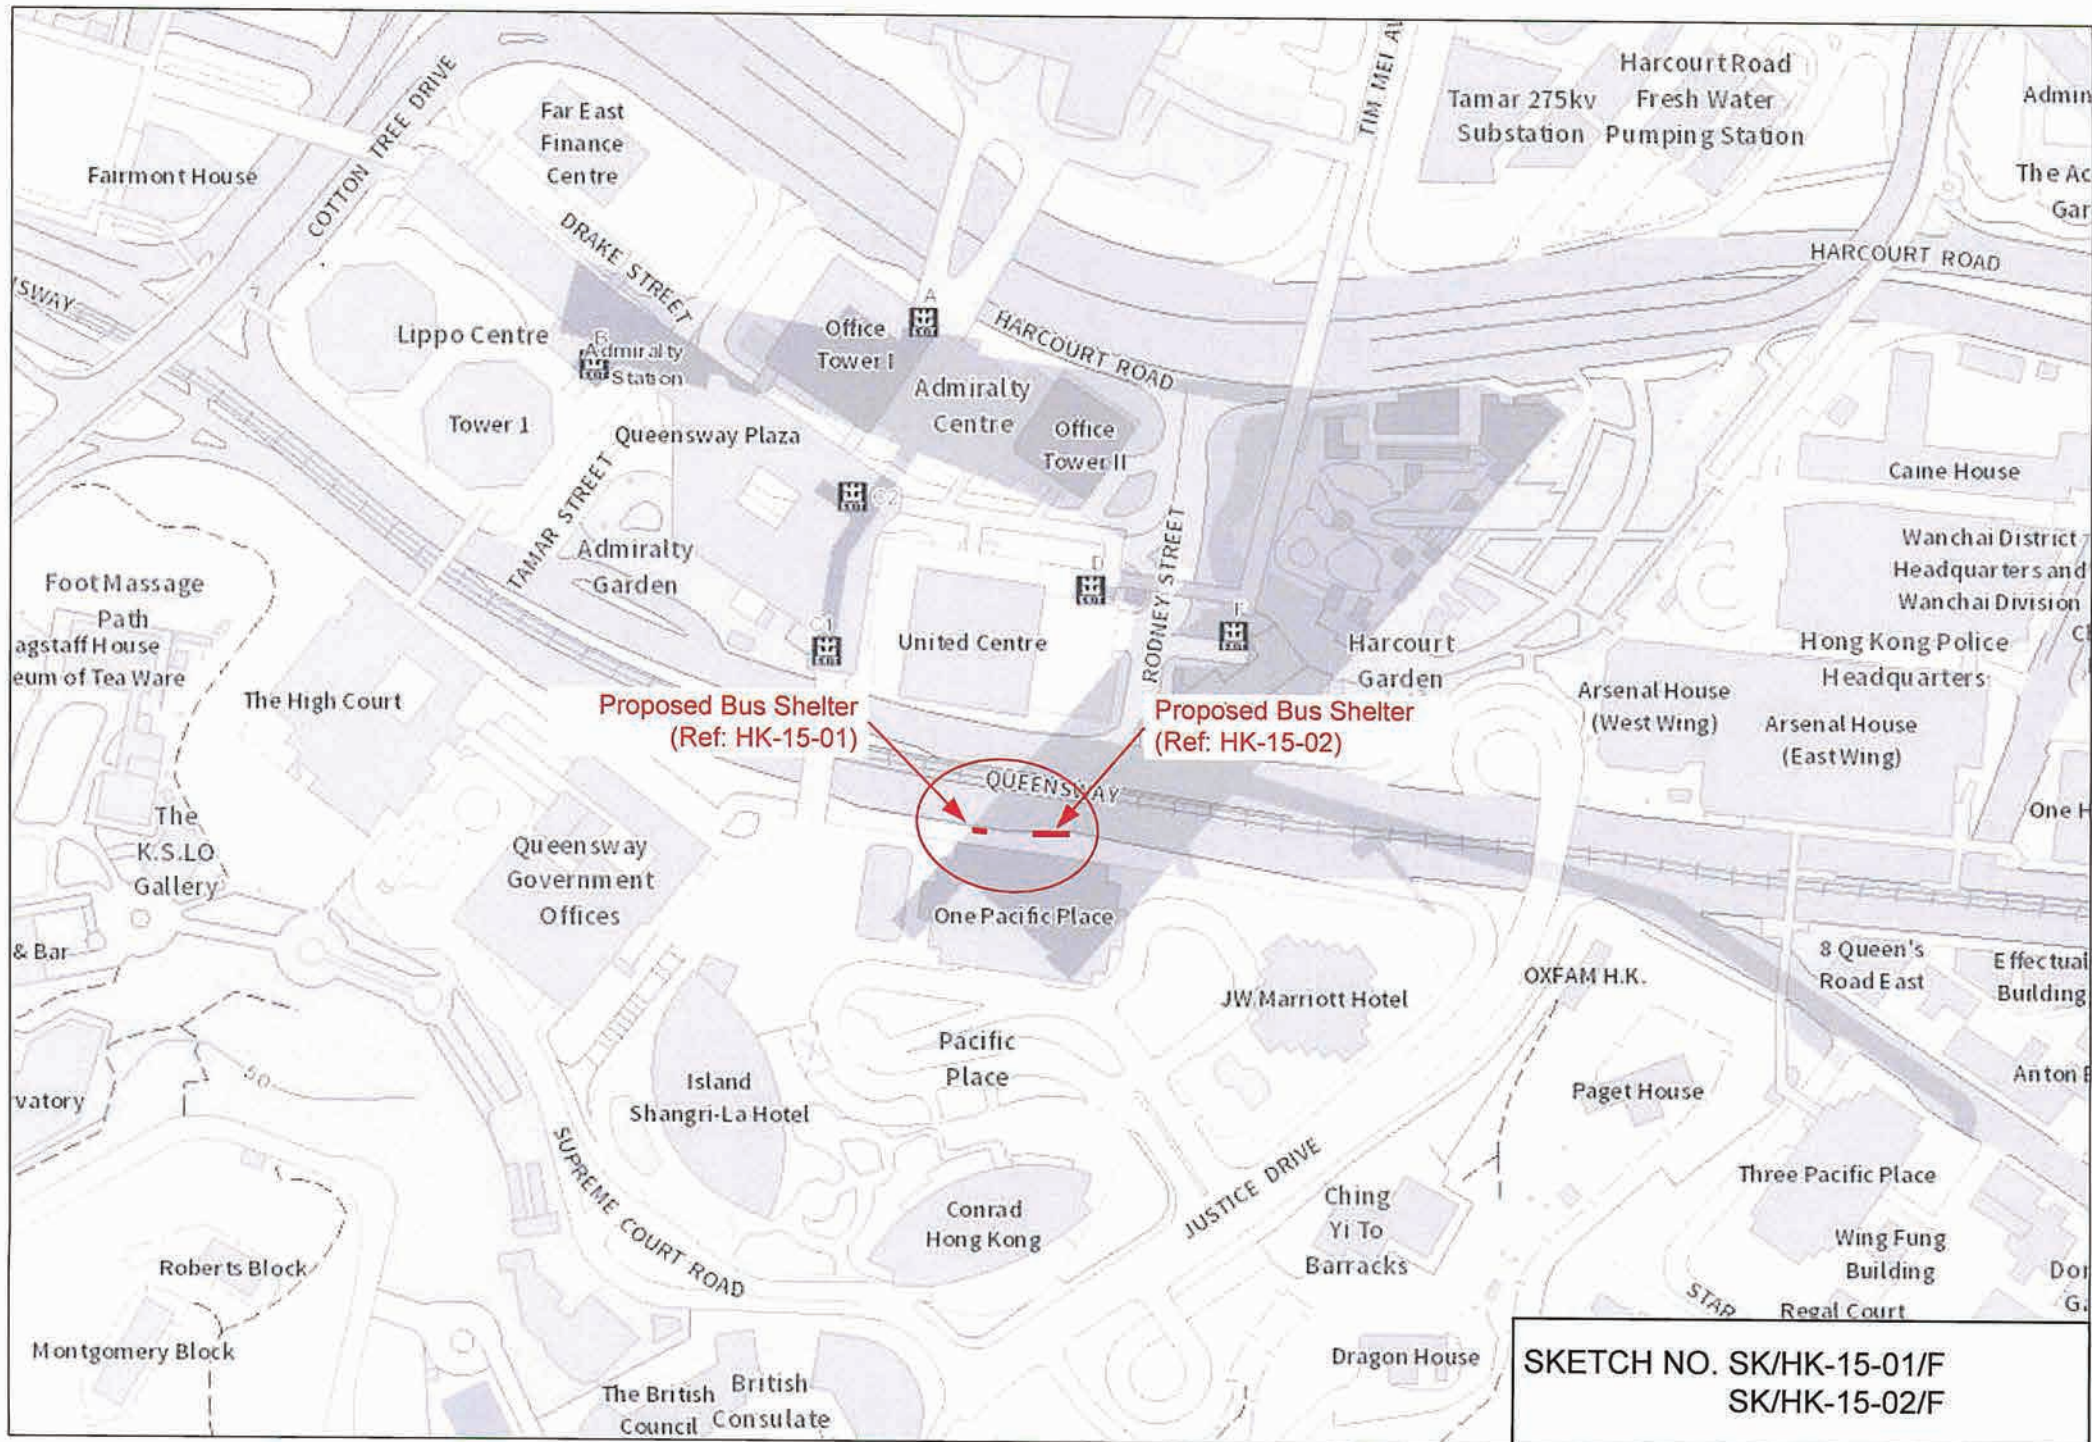 COTTON TREE DRIVE
Far East
Finance
Centre
Fairmont House
DRAKE STREET
TIM MEI
Harcourt Road
Fresh Water
Pumping Station
Tamar 275kv
Substation
Admin
The Ac
Gar
HARCOURT ROAD
SWAY
Lippo Centre
B
Admiralty
Station
Tower 1
Office
Tower I
A
HARCOURT ROAD
Admiralty
Centre
Office
Tower II
Queensway Plaza
TAMAR STREET
C2
Admiralty
Garden
C1
D
RODNEY STREET
United Centre
Harcourt
Garden
Caine House
Wanchai District
Headquarters and
Wanchai Division
Hong Kong Police
Headquarters
Arsenal House
(West Wing)
Arsenal House
(East Wing)
Foot Massage
Path
agstaff House
eum of Tea Ware
The High Court
Proposed Bus Shelter
(Ref: HK-15-01)
Proposed Bus Shelter
(Ref: HK-15-02)
QUEENSWAY
One H
The
K.S.LO
Gallery
Queensway
Government
Offices
One Pacific Place
& Bar
8 Queen's
Road East
Effectual
Building
OXFAM H.K.
JW Marriott Hotel
Pacific
Place
Island
Shangri-La Hotel
50
vatory
Paget House
Anton
SUPREME COURT ROAD
JUSTICE DRIVE
Three Pacific Place
Conrad
Hong Kong
Ching
Yi To
Barracks
Wing Fung
Building
Roberts Block
STAR
Regal Court
Montgomery Block
Dragon House
The British
Council
British
Consulate
SKETCH NO. SK/HK-15-01/F
SK/HK-15-02/F